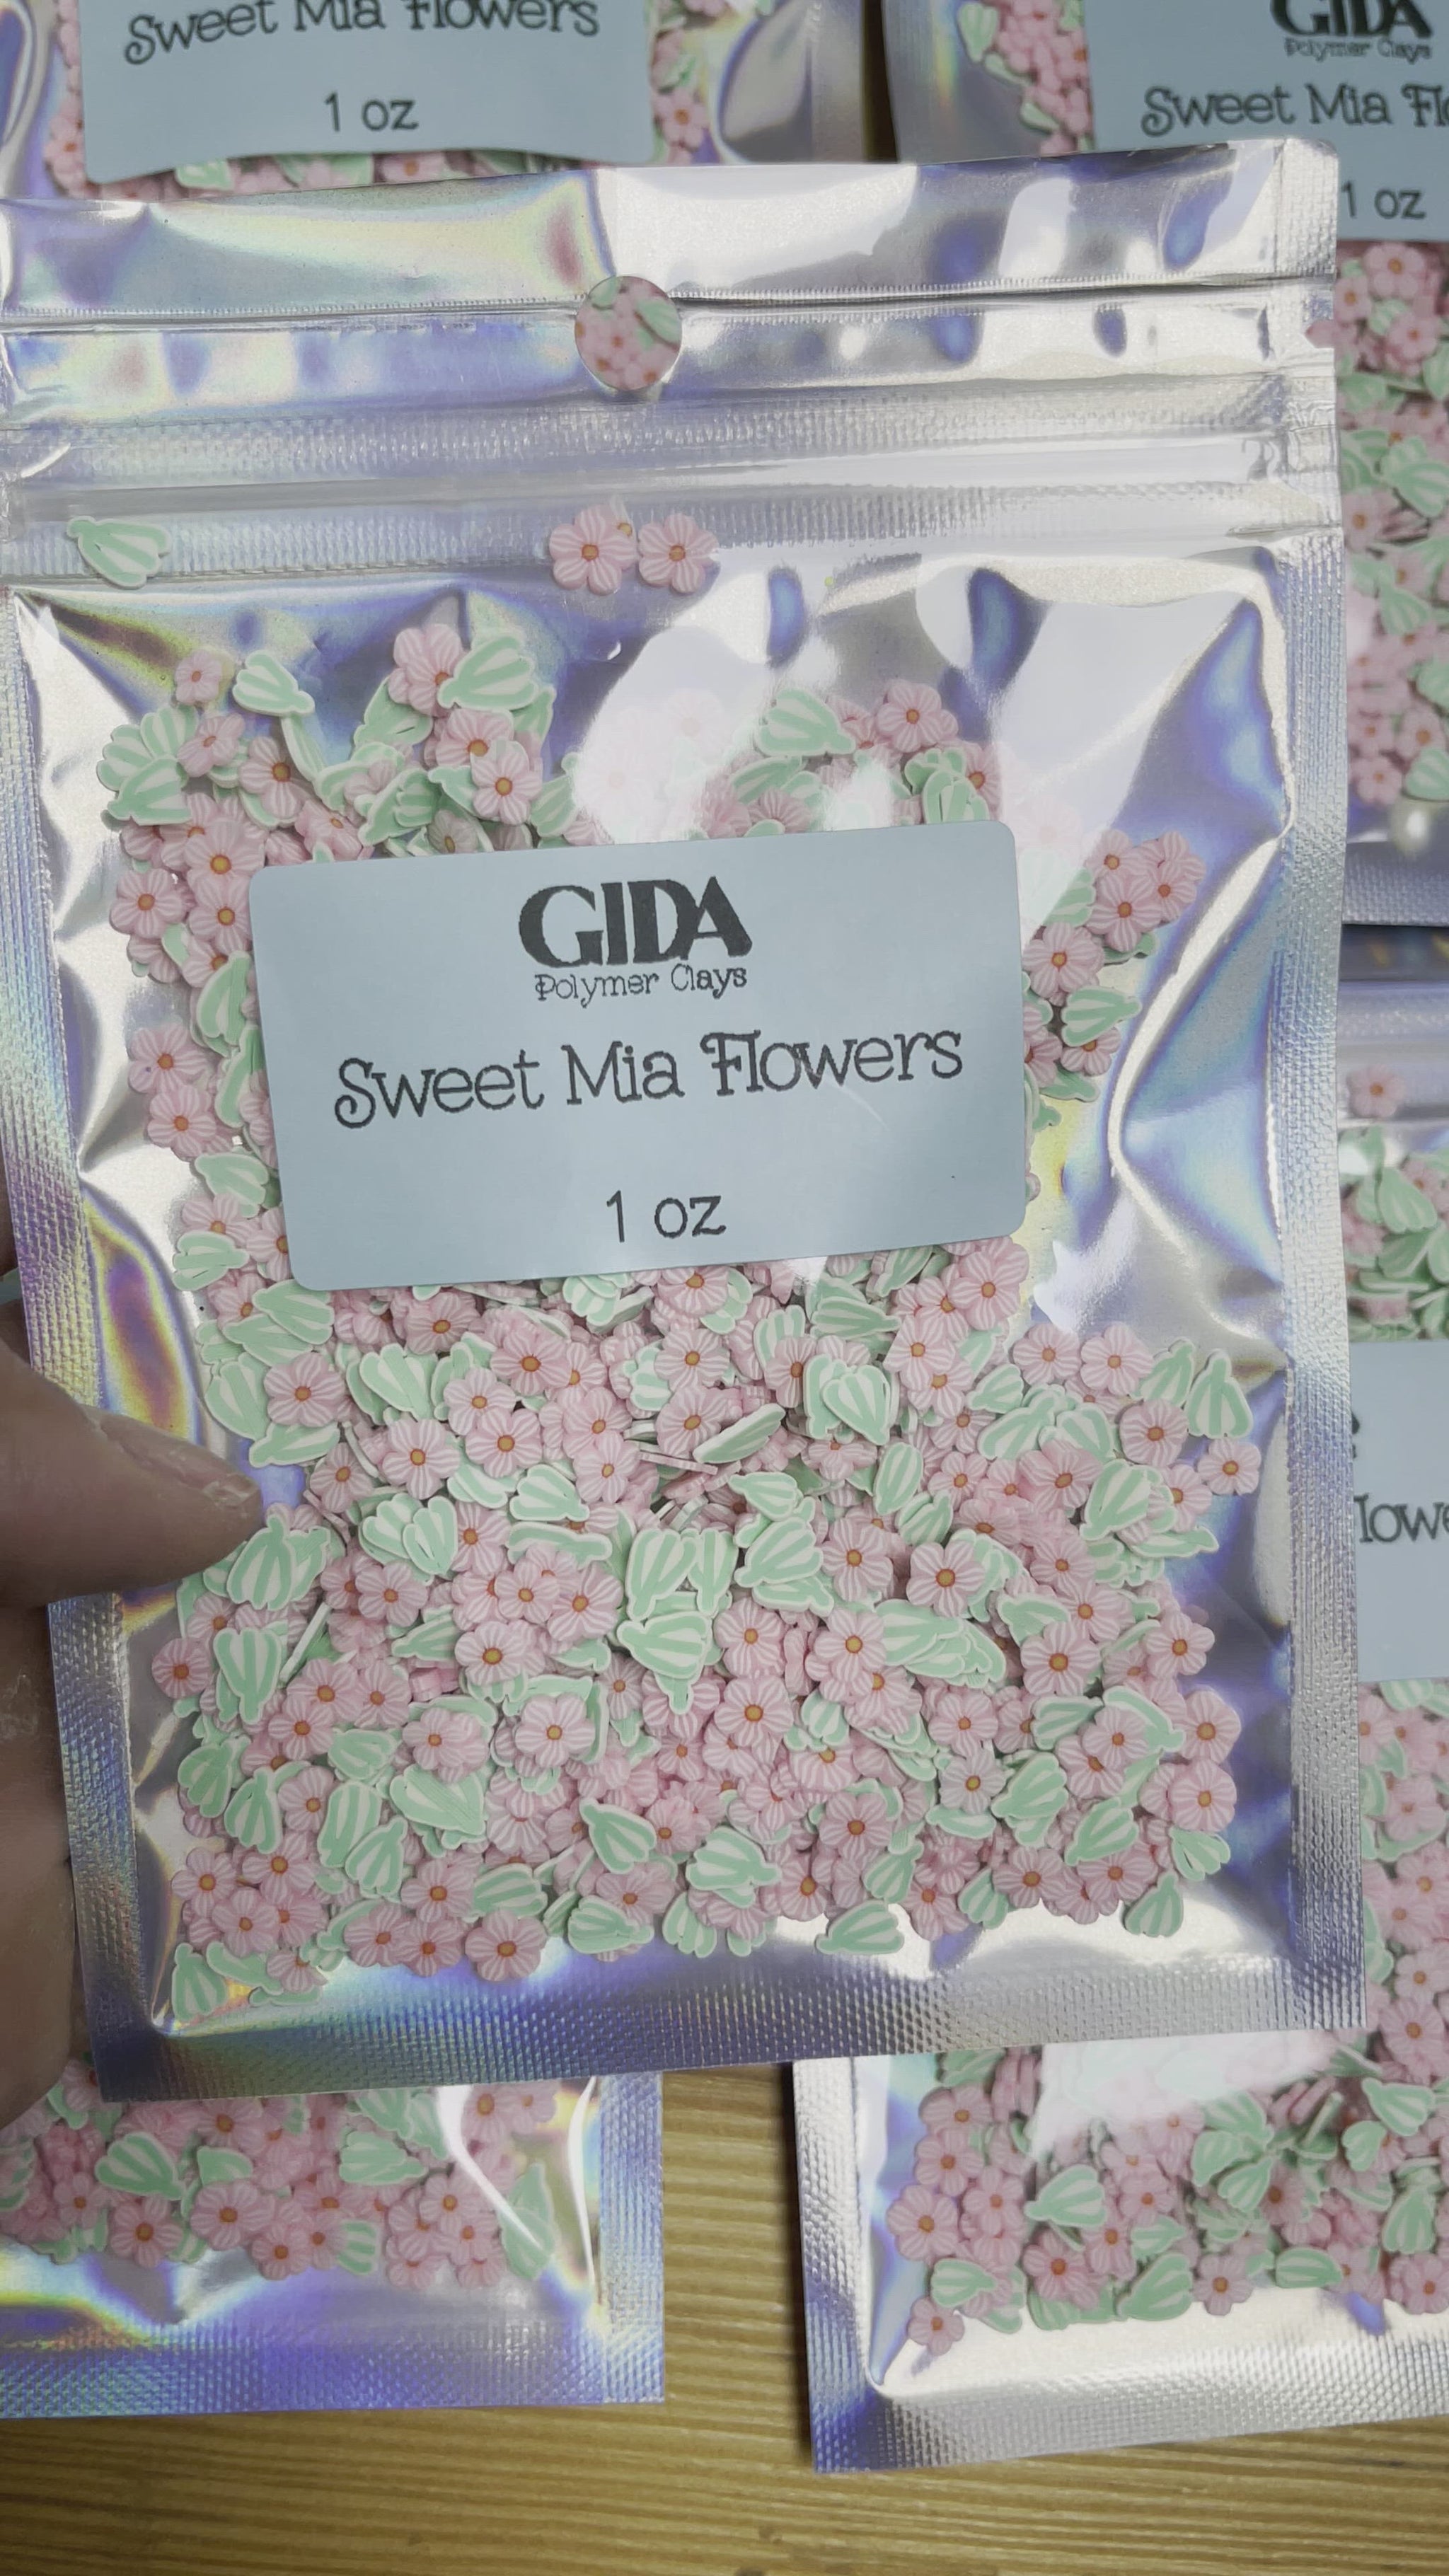 Sweet Mia Flowers
1 oz
GIDA
Polymer Clays
Sweet Mia Flo
1 oz
GIDA
Polymer Clays
Sweet Mia Flowers
1 oz
lowe